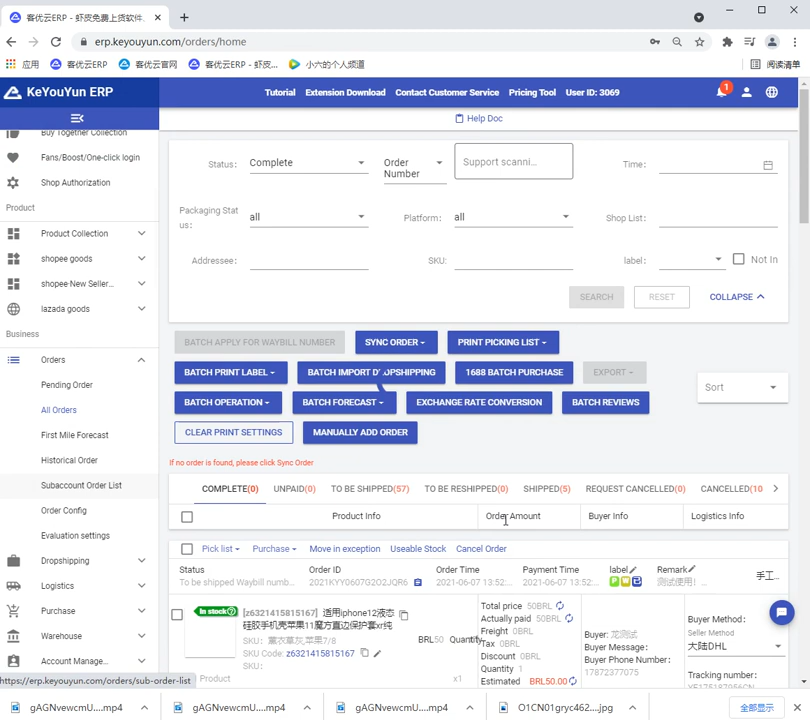 客优云ERP - 虾皮免费上货软件
erp.keyouyun.com/orders/home
应用
客优云ERP
客优云官网
客优云ERP - 虾皮...
小六的个人频道
阅读清单
KeYouYun ERP
Tutorial Extension Download Contact Customer Service Pricing Tool User ID: 3069
1
Help Doc
Buy Together Collection
Fans/Boost/One-click login
Shop Authorization
Product
Product Collection
shopee goods
shopee-New Seller...
lazada goods
Business
Orders
Pending Order
All Orders
First Mile Forecast
Historical Order
Subaccount Order List
Order Config
Evaluation settings
Dropshipping
Logistics
Purchase
Warehouse
Account Manage...
Status: Complete Order Number Support scanni... Time:
Packaging Status: all Platform: all Shop List:
Addressee: SKU: label: Not In
SEARCH RESET COLLAPSE
BATCH APPLY FOR WAYBILL NUMBER SYNC ORDER PRINT PICKING LIST
BATCH PRINT LABEL BATCH IMPORT DROPSHIPPING 1688 BATCH PURCHASE EXPORT
Sort
BATCH OPERATION BATCH FORECAST EXCHANGE RATE CONVERSION BATCH REVIEWS
CLEAR PRINT SETTINGS MANUALLY ADD ORDER
If no order is found, please click Sync Order
COMPLETE(0) UNPAID(0) TO BE SHIPPED(57) TO BE RESHIPPED(0) SHIPPED(5) REQUEST CANCELLED(0) CANCELLED(10
Product Info Order Amount Buyer Info Logistics Info
Pick list Purchase Move in exception Useable Stock Cancel Order
Status Order ID Order Time Payment Time label Remark
To be shipped Waybill numb... 2021KYY0607G202JQR6 2021-06-07 13:52:... 2021-06-07 13:52:... P W 测试使用！ ... 手工...
In stock
[z6321415815167] 适用iphone12液态
硅胶手机壳苹果11魔方直边保护套xr纯
SKU: 薰衣草灰,苹果7/8
SKU Code: z6321415815167
SKU:
Product
BRL50 Quantity
x1
Total price 50BRL
Actually paid 50BRL
Freight 0BRL
Tax 0BRL
Discount 0BRL
Quantity 1
Estimated BRL50.00
Buyer: 龙测试
Buyer Message:
Buyer Phone Number:
17872377075
Buyer Method:
Seller Method
大陆DHL
Tracking number:
https://erp.keyouyun.com/orders/sub-order-list
gAGNvewcmU....mp4
gAGNvewcmU....mp4
gAGNvewcmU....mp4
O1CN01gryc462....jpg
全部显示